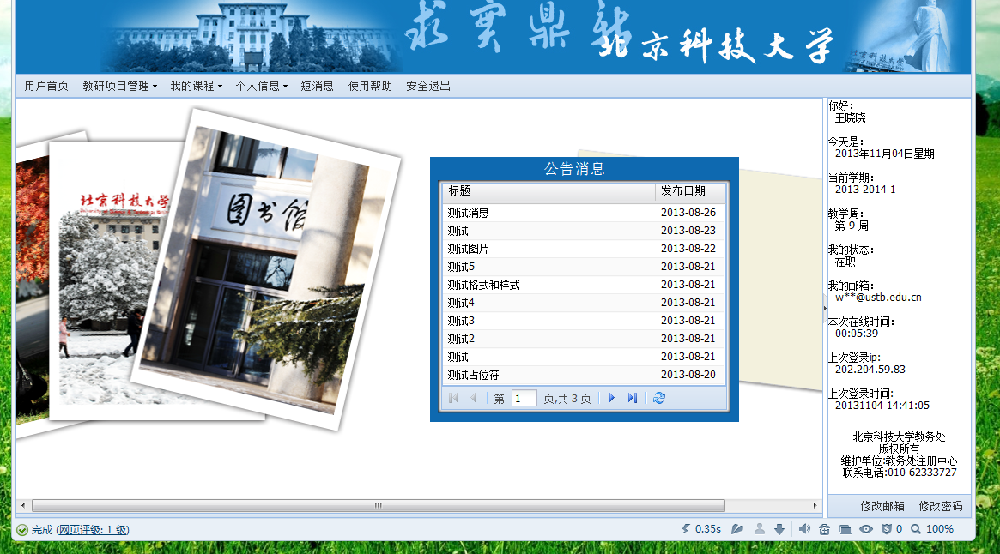 求实鼎新
北京科技大学
北京科技大学
用户首页 教研项目管理 我的课程 个人信息 短消息 使用帮助 安全退出
北京科技大学
University of Science & Technology Beijing
图书馆
公告消息
标题 发布日期
测试消息 2013-08-26
测试 2013-08-23
测试图片 2013-08-22
测试5 2013-08-21
测试格式和样式 2013-08-21
测试4 2013-08-21
测试3 2013-08-21
测试2 2013-08-21
测试 2013-08-21
测试占位符 2013-08-20
第 1 页,共 3 页
你好:
王晓晓
今天是:
2013年11月04日星期一
当前学期:
2013-2014-1
教学周:
第 9 周
我的状态:
在职
我的邮箱:
w**@ustb.edu.cn
本次在线时间:
00:05:39
上次登录ip:
202.204.59.83
上次登录时间:
20131104 14:41:05
北京科技大学教务处
版权所有
维护单位:教务处注册中心
联系电话:010-62333727
修改邮箱 修改密码
完成 (网页评级: 1 级) 0.35s 0 100%